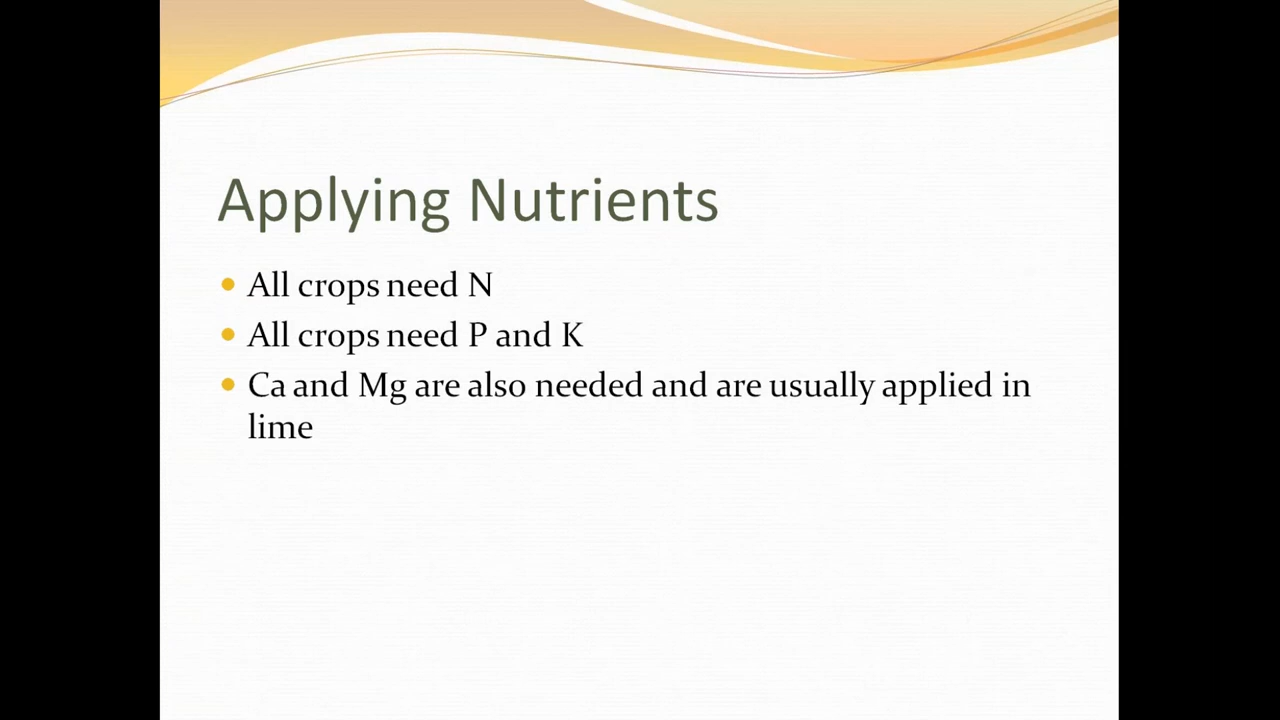 Applying Nutrients
All crops need N
All crops need P and K
Ca and Mg are also needed and are usually applied in
lime